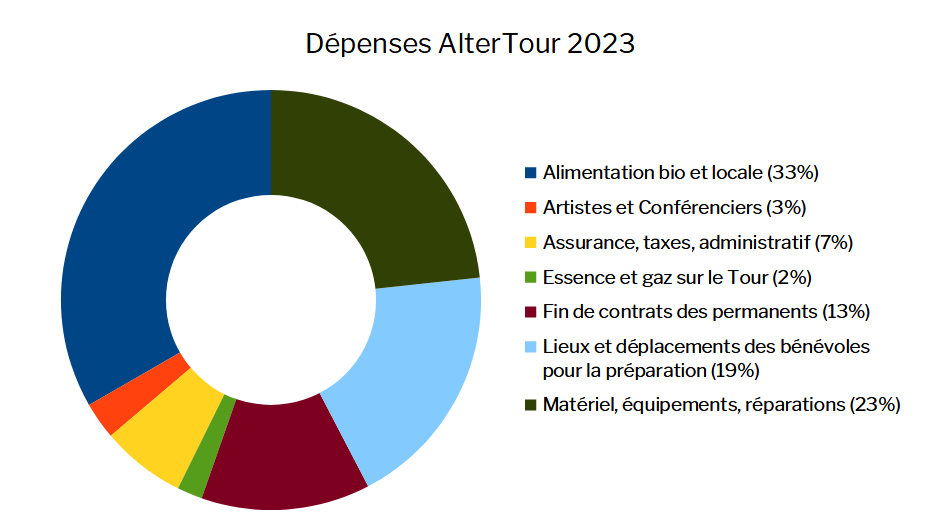 Dépenses AlterTour 2023
Alimentation bio et locale (33%)
Artistes et Conférenciers (3%)
Assurance, taxes, administratif (7%)
Essence et gaz sur le Tour (2%)
Fin de contrats des permanents (13%)
Lieux et déplacements des bénévoles
pour la préparation (19%)
Matériel, équipements, réparations (23%)